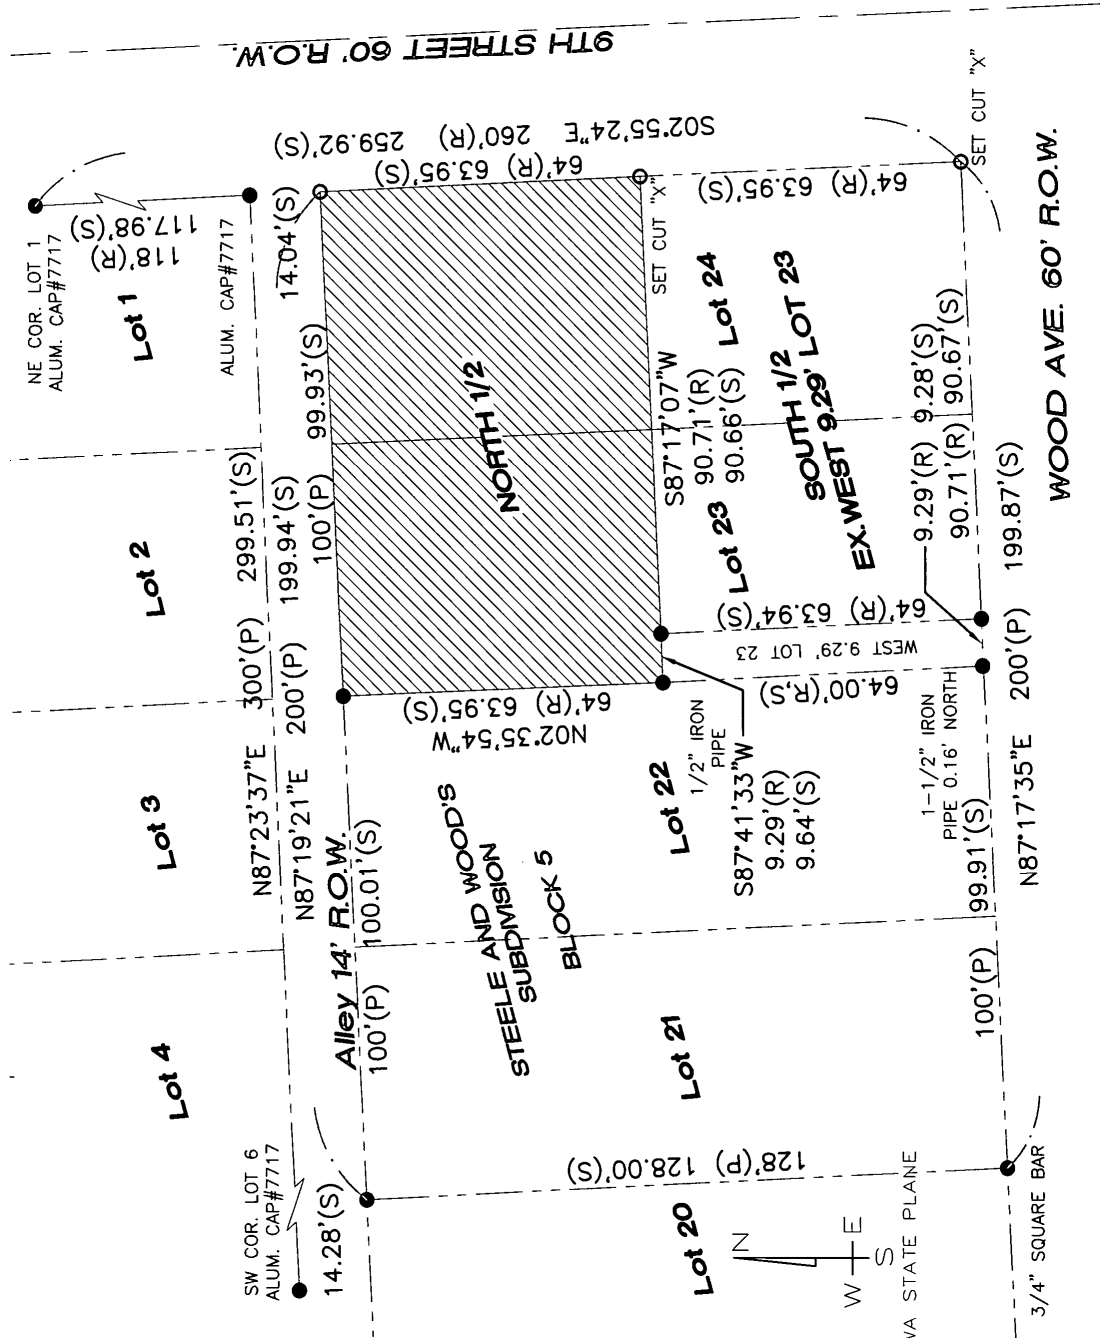 9TH STREET 60' R.O.W.
S02°55'24"E 260'(R) 259.92'(S)
64'(R) 63.95'(S)
64'(R) 63.95'(S)
SET CUT "X"
SET CUT "X"
NE COR. LOT 1
ALUM. CAP#7717
118'(R)
117.98'(S)
ALUM. CAP#7717
14.04'(S)
Lot 1
Lot 2
Lot 3
Lot 4
300'(P) 299.51'(S)
N87°23'37"E
200'(P) 199.94'(S)
N87°19'21"E
Alley 14' R.O.W.
100'(P) 99.93'(S)
100'(P) 100.01'(S)
NORTH 1/2
N02°35'54"W
64'(R) 63.95'(S)
S87°17'07"W
90.71'(R)
90.66'(S)
Lot 23
Lot 24
SOUTH 1/2
EX.WEST 9.29' LOT 23
64'(R) 63.94'(S)
WEST 9.29' LOT 23
64.00'(R,S)
9.29'(R) 9.28'(S)
90.71'(R) 90.67'(S)
1/2" IRON
PIPE
S87°41'33"W
9.29'(R)
9.64'(S)
1-1/2" IRON
PIPE 0.16' NORTH
Lot 22
STEELE AND WOOD'S
SUBDIVISION
BLOCK 5
Lot 21
Lot 20
100'(P) 99.91'(S)
N87°17'35"E 200'(P) 199.87'(S)
WOOD AVE. 60' R.O.W.
128'(P) 128.00'(S)
SW COR. LOT 6
ALUM. CAP#7717
14.28'(S)
3/4" SQUARE BAR
N
W E
S
WA STATE PLANE